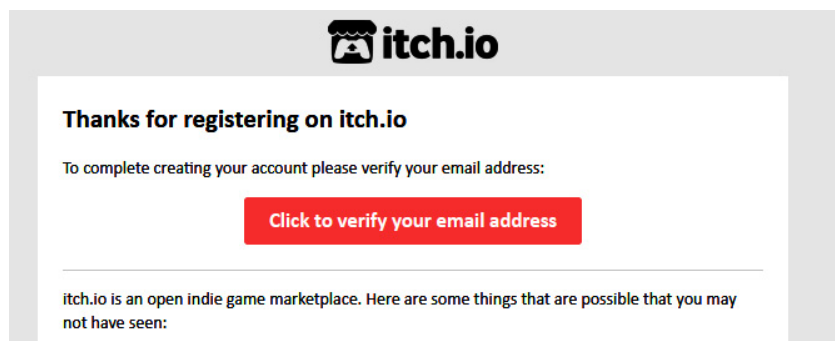 itch.io
Thanks for registering on itch.io
To complete creating your account please verify your email address:
Click to verify your email address
itch.io is an open indie game marketplace. Here are some things that are possible that you may
not have seen: